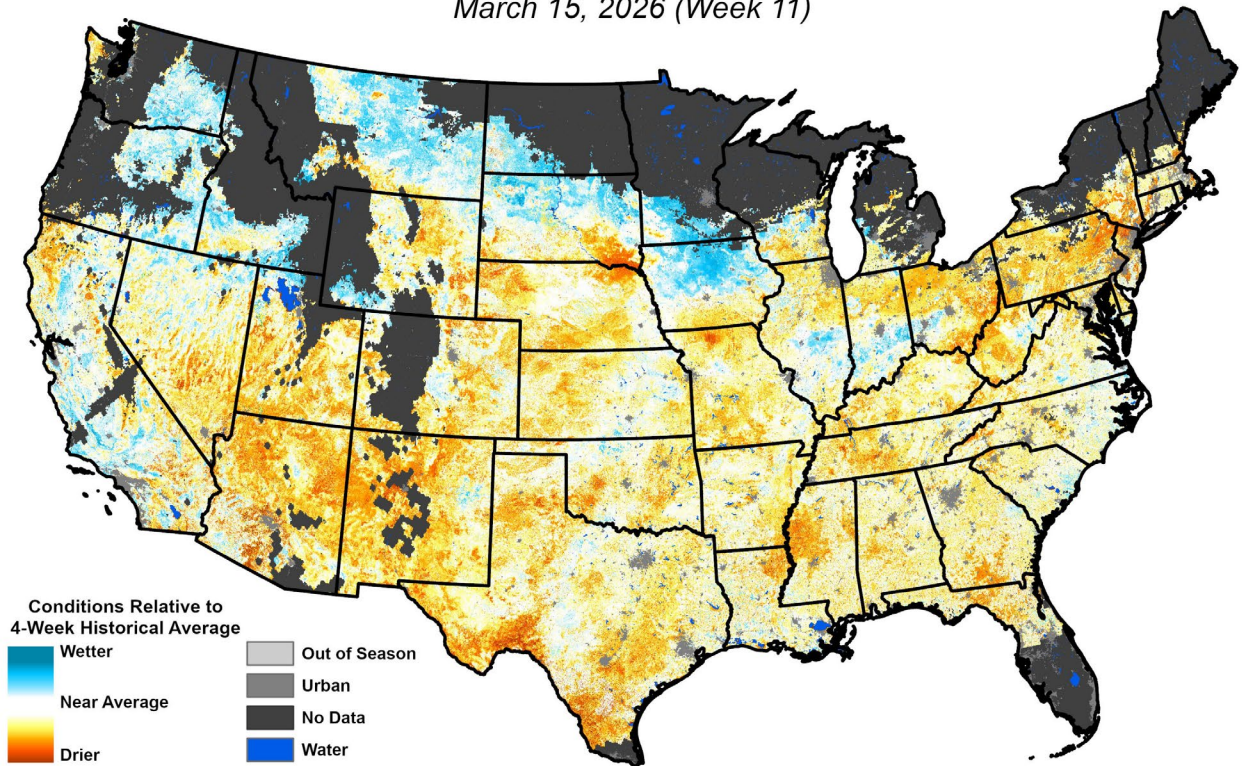 March 15, 2026 (Week 11)
Conditions Relative to
4-Week Historical Average
Wetter
Near Average
Drier
Out of Season
Urban
No Data
Water